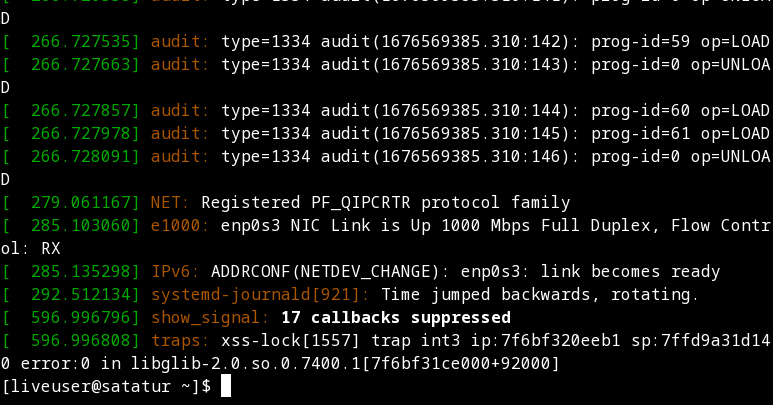 D
[  266.727535] audit: type=1334 audit(1676569385.310:142): prog-id=59 op=LOAD
[  266.727663] audit: type=1334 audit(1676569385.310:143): prog-id=0 op=UNLOA
D
[  266.727857] audit: type=1334 audit(1676569385.310:144): prog-id=60 op=LOAD
[  266.727978] audit: type=1334 audit(1676569385.310:145): prog-id=61 op=LOAD
[  266.728091] audit: type=1334 audit(1676569385.310:146): prog-id=0 op=UNLOA
D
[  279.061167] NET: Registered PF_QIPCRTR protocol family
[  285.103060] e1000: enp0s3 NIC Link is Up 1000 Mbps Full Duplex, Flow Contr
ol: RX
[  285.135298] IPv6: ADDRCONF(NETDEV_CHANGE): enp0s3: link becomes ready
[  292.512134] systemd-journald[921]: Time jumped backwards, rotating.
[  596.996796] show_signal: 17 callbacks suppressed
[  596.996808] traps: xss-lock[1557] trap int3 ip:7f6bf320eeb1 sp:7ffd9a31d14
0 error:0 in libglib-2.0.so.0.7400.1[7f6bf31ce000+92000]
[liveuser@satatur ~]$